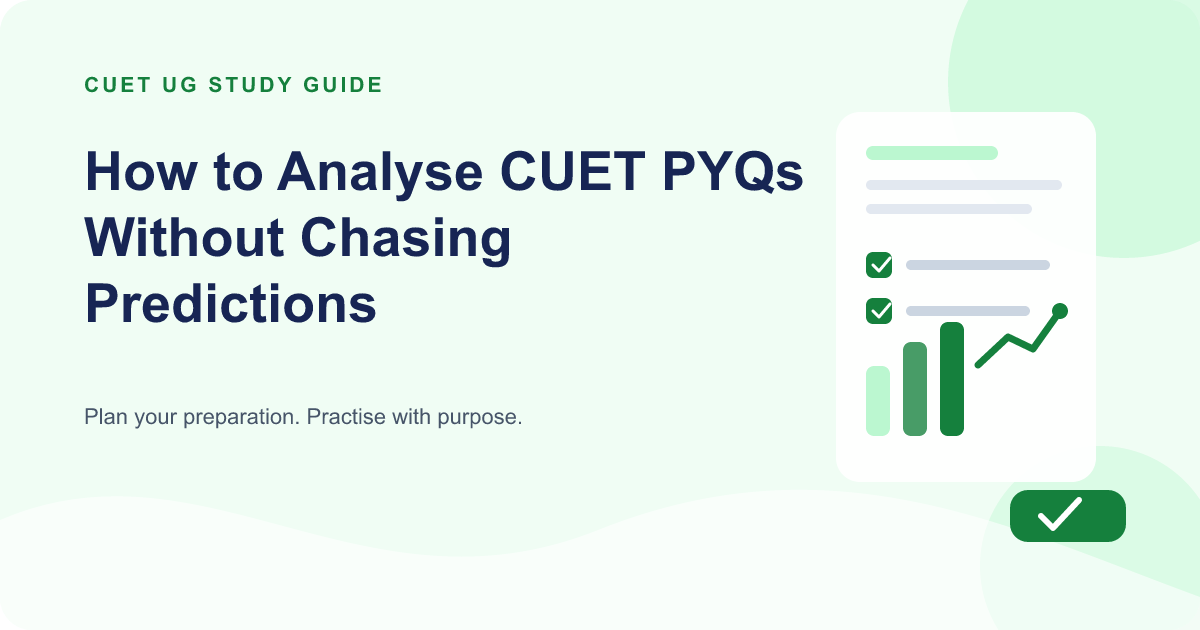 CUET UG STUDY GUIDE
How to Analyse CUET PYQs
Without Chasing
Predictions
Plan your preparation. Practise with purpose.